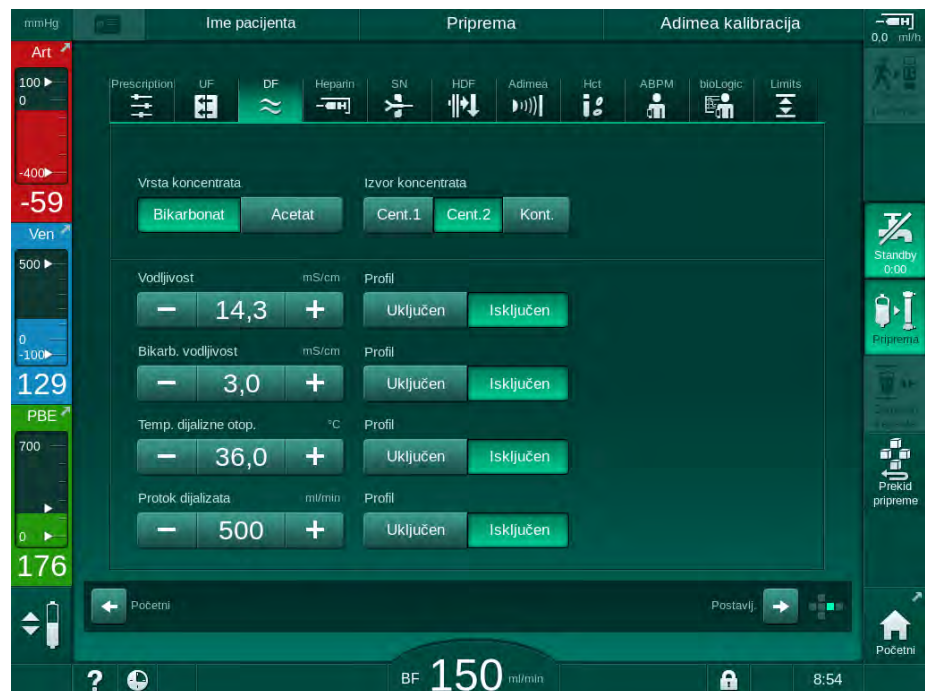 mmHg
Ime pacijenta
Priprema
Adimea kalibracija
0,0 ml/h
Art
100
0
-400
-59
Ven
500
0
-100
129
PBE
700
0
176
Prescription
UF
DF
Heparin
SN
HDF
Adimea
Hct
ABPM
bioLogic
Limits
Vrsta koncentrata
Izvor koncentrata
Bikarbonat
Acetat
Cent.1
Cent.2
Kont.
Vodljivost mS/cm
Profil
− 14,3 +
Uključen
Isključen
Bikarb. vodljivost mS/cm
Profil
− 3,0 +
Uključen
Isključen
Temp. dijalizne otop. °C
Profil
− 36,0 +
Uključen
Isključen
Protok dijalizata ml/min
Profil
− 500 +
Uključen
Isključen
Početni
Postavlj.
Standby
0:00
Priprema
Prekid
pripreme
Početni
?
BF 150 ml/min
8:54